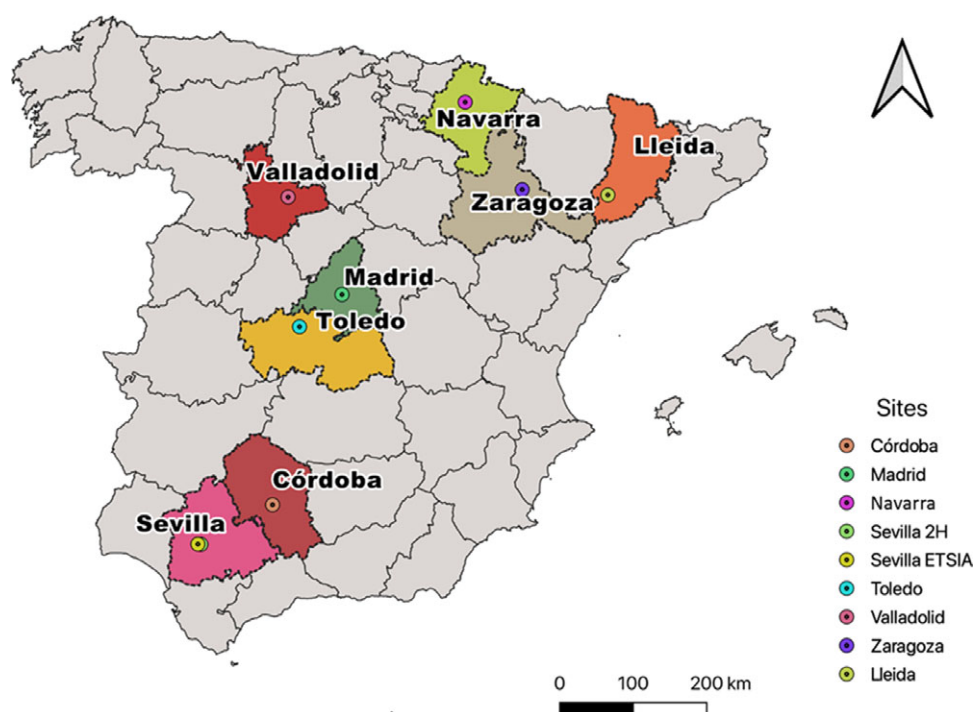 Navarra
Lleida
Valladolid
Zaragoza
Madrid
Toledo
Córdoba
Sevilla
Sites
Córdoba
Madrid
Navarra
Sevilla 2H
Sevilla ETSIA
Toledo
Valladolid
Zaragoza
Lleida
0 100 200 km